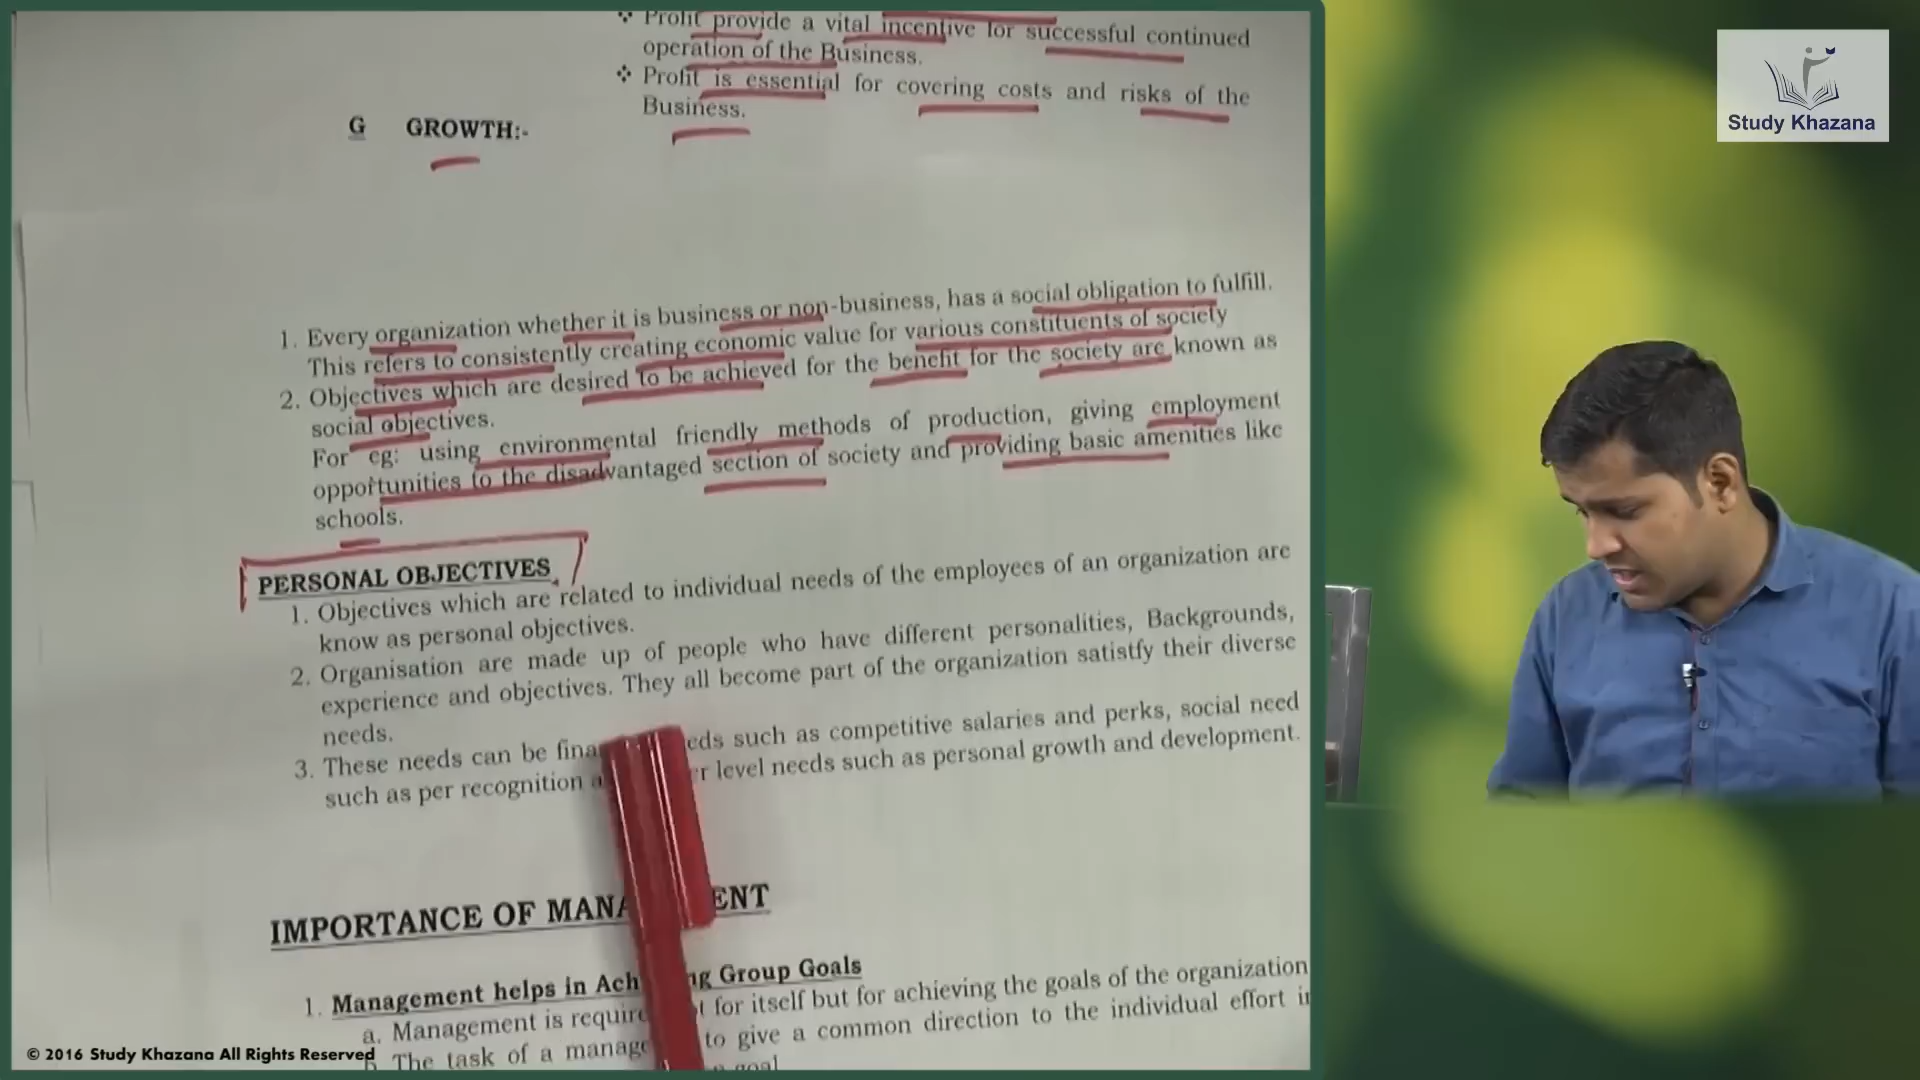 ❖ Profit provide a vital incentive for successful continued
operation of the Business.
❖ Profit is essential for covering costs and risks of the
Business.
G GROWTH:-
1. Every organization whether it is business or non-business, has a social obligation to fulfill.
This refers to consistently creating economic value for various constituents of society
2. Objectives which are desired to be achieved for the benefit for the society are known as
social objectives.
For eg: using environmental friendly methods of production, giving employment
opportunities to the disadvantaged section of society and providing basic amenities like
schools.
PERSONAL OBJECTIVES
1. Objectives which are related to individual needs of the employees of an organization are
know as personal objectives.
2. Organisation are made up of people who have different personalities, Backgrounds,
experience and objectives. They all become part of the organization satistfy their diverse
needs.
3. These needs can be fina eds such as competitive salaries and perks, social need
such as per recognition a r level needs such as personal growth and development.
IMPORTANCE OF MANA ENT
1. Management helps in Ach ng Group Goals
a. Management is require t for itself but for achieving the goals of the organization
b. The task of a manage to give a common direction to the individual effort in
goal
Study Khazana
© 2016 Study Khazana All Rights Reserved